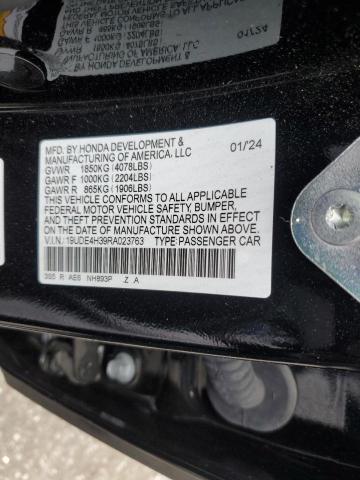 MFD. BY HONDA DEVELOPMENT &
MANUFACTURING OF AMERICA, LLC 01/24
GVWR 1850KG (4078LBS)
GAWR F 1000KG (2204LBS)
GAWR R 865KG (1906LBS)
THIS VEHICLE CONFORMS TO ALL APPLICABLE
FEDERAL MOTOR VEHICLE SAFETY, BUMPER,
AND THEFT PREVENTION STANDARDS IN EFFECT
ON THE DATE OF MANUFACTURE SHOWN ABOVE.
V.I.N.: 19UDE4H39RA023763 TYPE:PASSENGER CAR
3S5 R AE6 NH893P Z A